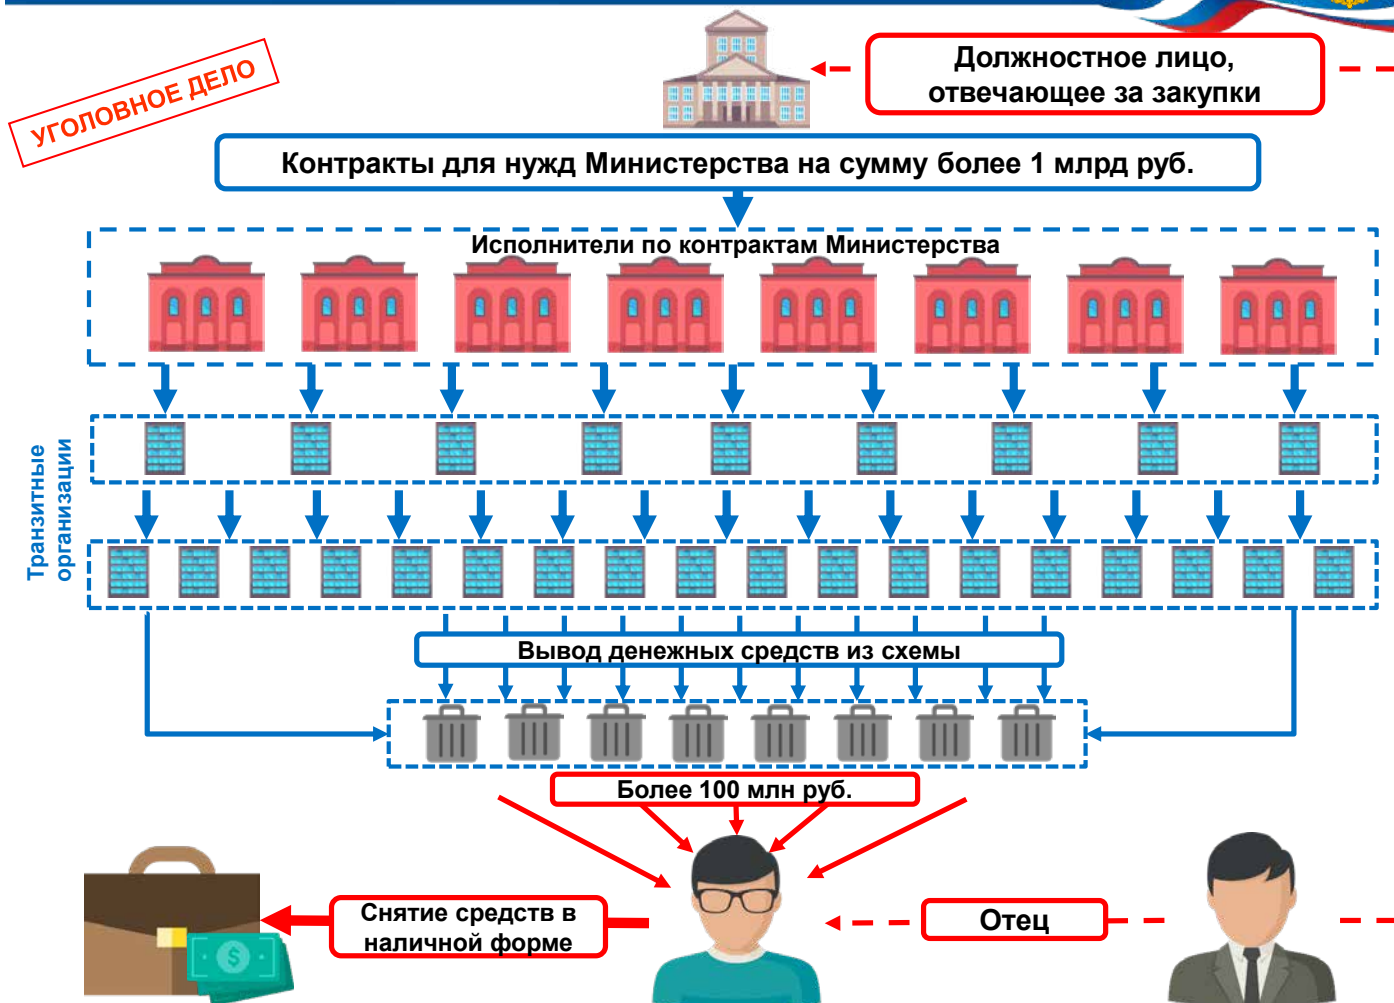 УГОЛОВНОЕ ДЕЛО
Должностное лицо,
отвечающее за закупки
Контракты для нужд Министерства на сумму более 1 млрд руб.
Исполнители по контрактам Министерства
Транзитные
организации
Вывод денежных средств из схемы
Более 100 млн руб.
Снятие средств в
наличной форме
Отец